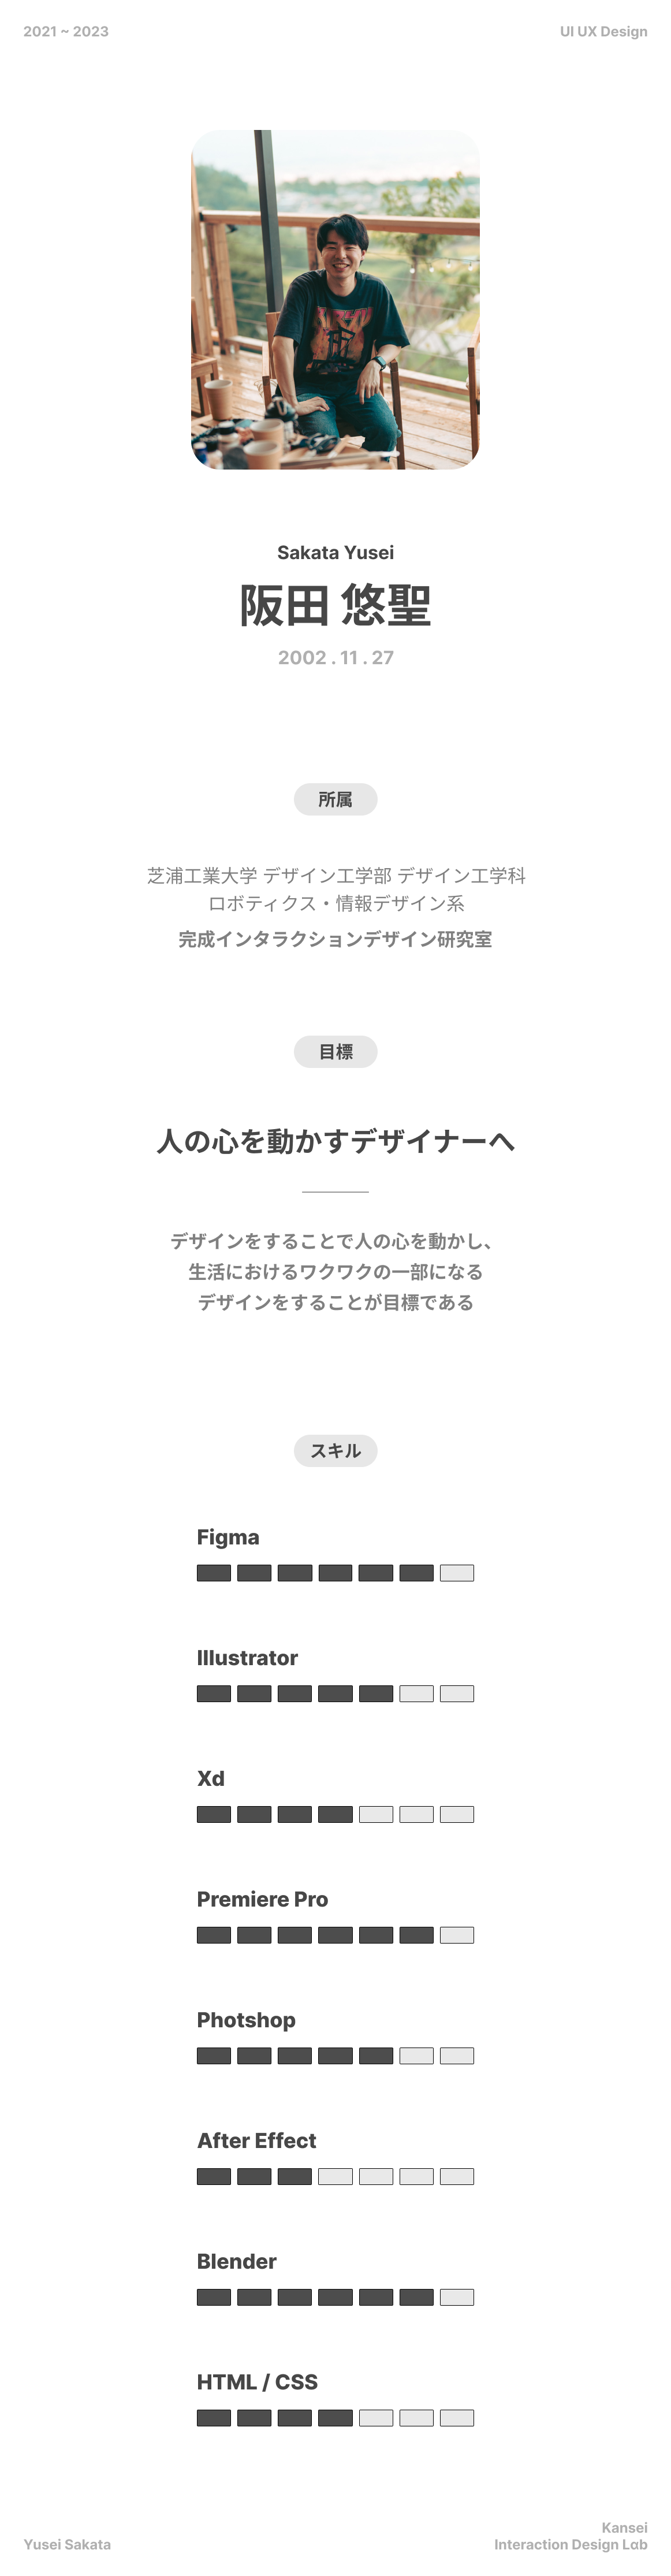 2021 ~ 2023
UI UX Design
Sakata Yusei
阪田 悠聖
2002 . 11 . 27
所属
芝浦工業大学 デザイン工学部 デザイン工学科
ロボティクス・情報デザイン系
完成インタラクションデザイン研究室
目標
人の心を動かすデザイナーへ
デザインをすることで人の心を動かし、
生活におけるワクワクの一部になる
デザインをすることが目標である
スキル
Figma
Illustrator
Xd
Premiere Pro
Photshop
After Effect
Blender
HTML / CSS
Yusei Sakata
Kansei
Interaction Design Lαb